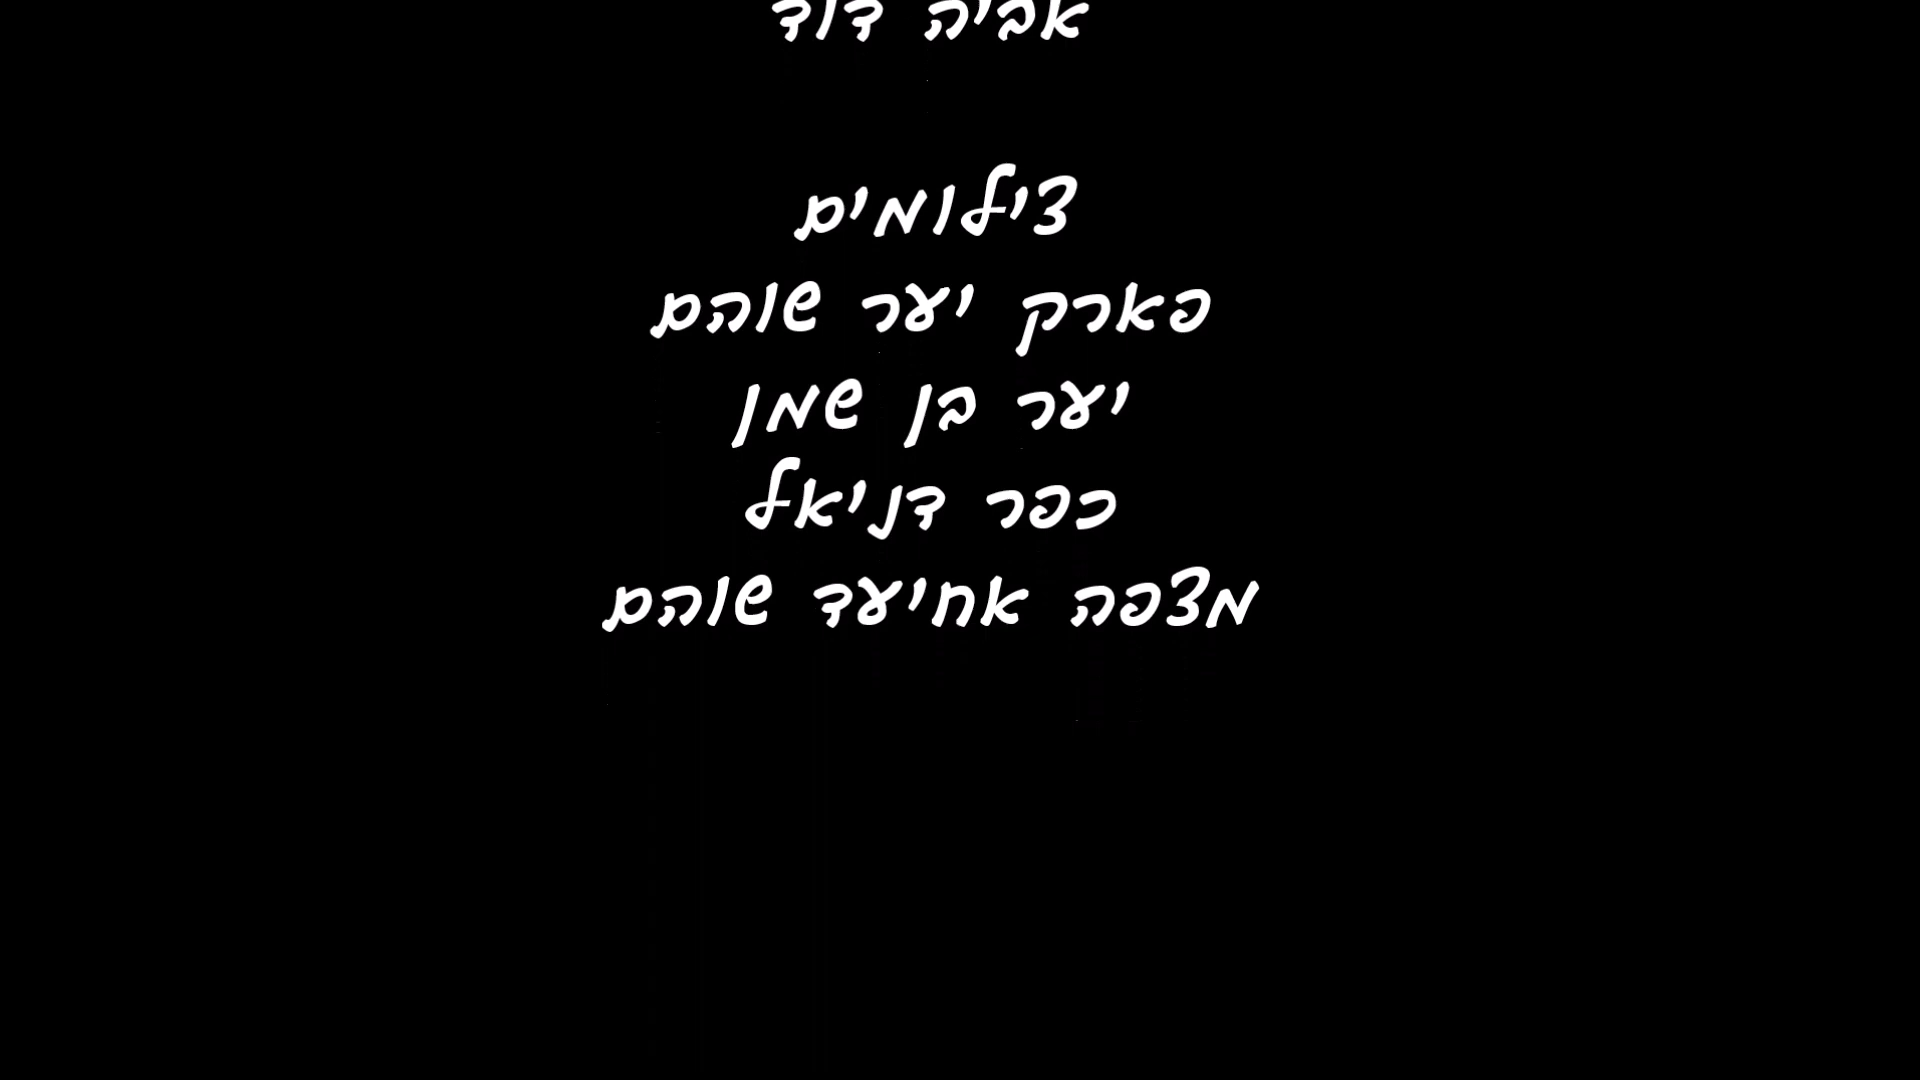 אביה דוד
צילומים
פארק יער שוהם
יער בן שמן
כפר דניאל
מצפה אחיעד שוהם